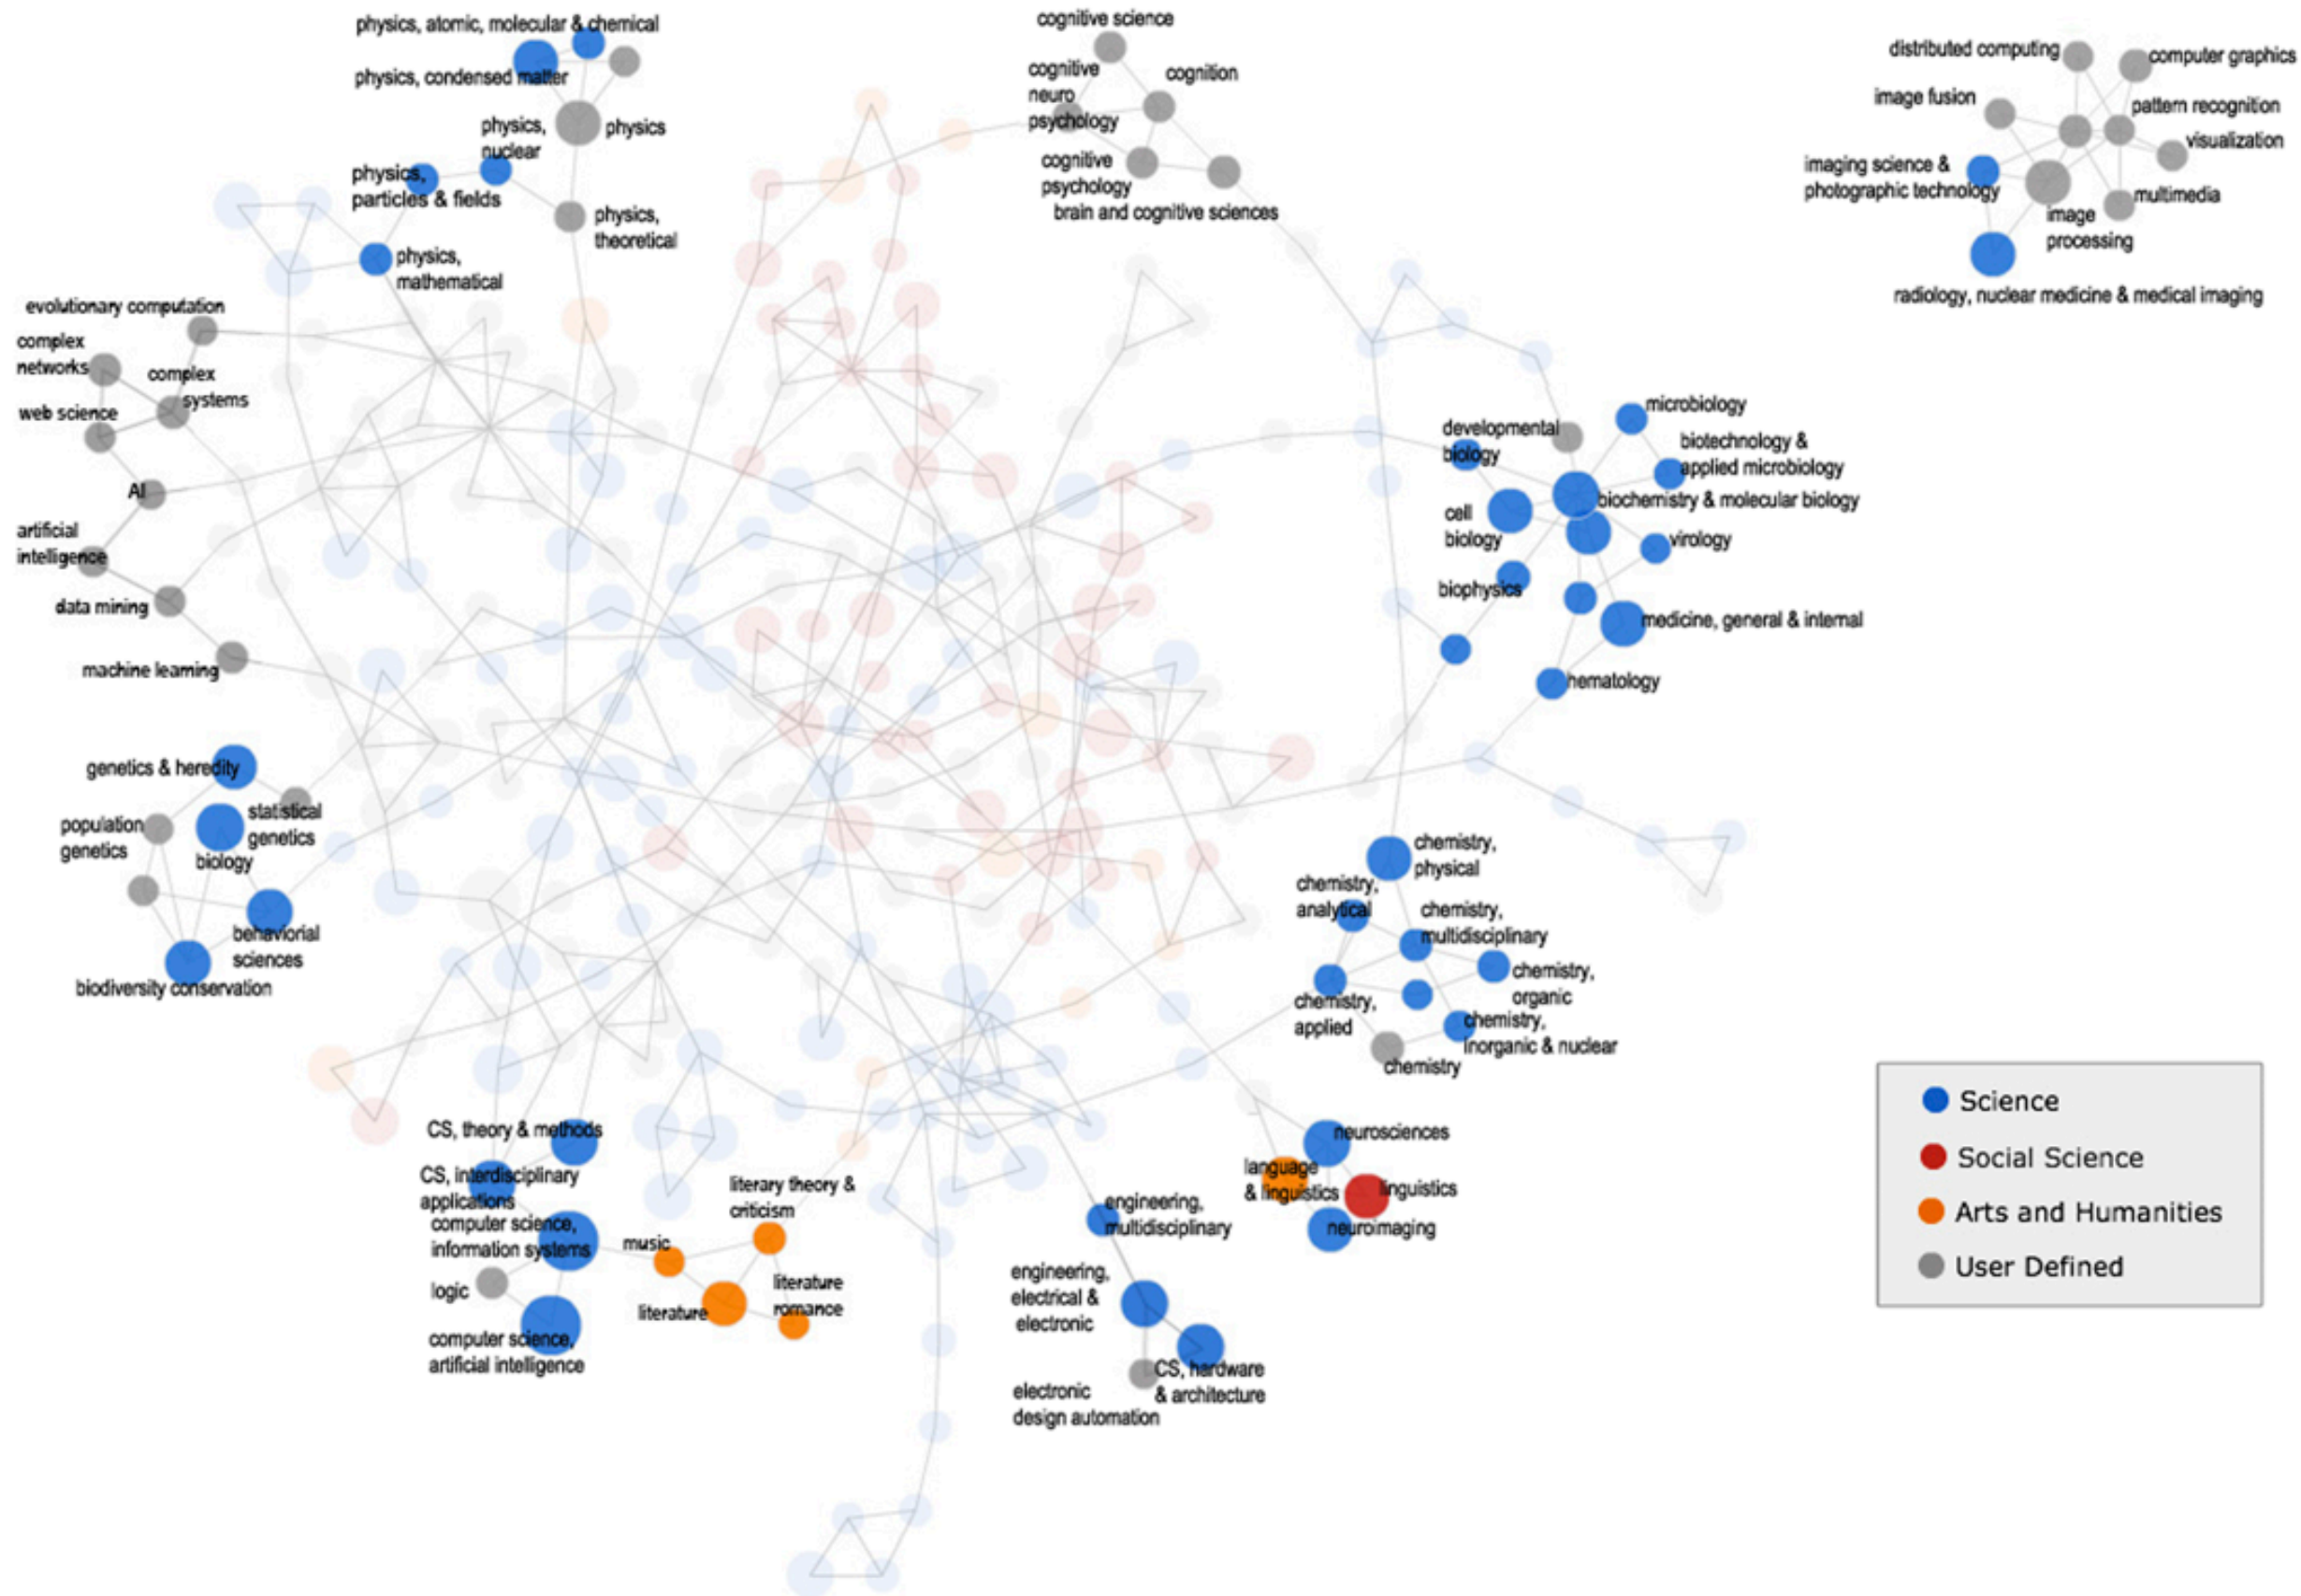 physics, atomic, molecular & chemical
physics, condensed matter
physics,
nuclear
physics
physics,
particles & fields
physics,
theoretical
physics,
mathematical
cognitive science
cognitive
neuro
psychology
cognition
cognitive
psychology
brain and cognitive sciences
distributed computing
computer graphics
image fusion
pattern recognition
visualization
imaging science &
photographic technology
multimedia
image
processing
radiology, nuclear medicine & medical imaging
evolutionary computation
complex
networks
complex
systems
web science
AI
artificial
intelligence
data mining
machine learning
developmental
biology
microbiology
biotechnology &
applied microbiology
biochemistry & molecular biology
cell
biology
virology
biophysics
medicine, general & internal
hematology
genetics & heredity
statistical
genetics
population
genetics
biology
behaviorial
sciences
biodiversity conservation
chemistry,
physical
chemistry,
analytical
chemistry,
multidisciplinary
chemistry,
organic
chemistry,
applied
chemistry,
inorganic & nuclear
chemistry
CS, theory & methods
CS, interdisciplinary
applications
computer science,
information systems
logic
computer science,
artificial intelligence
literary theory &
criticism
music
literature
literature
romance
engineering,
multidisciplinary
engineering,
electrical &
electronic
CS, hardware
& architecture
electronic
design automation
neurosciences
language
& linguistics
linguistics
neuroimaging
Science
Social Science
Arts and Humanities
User Defined